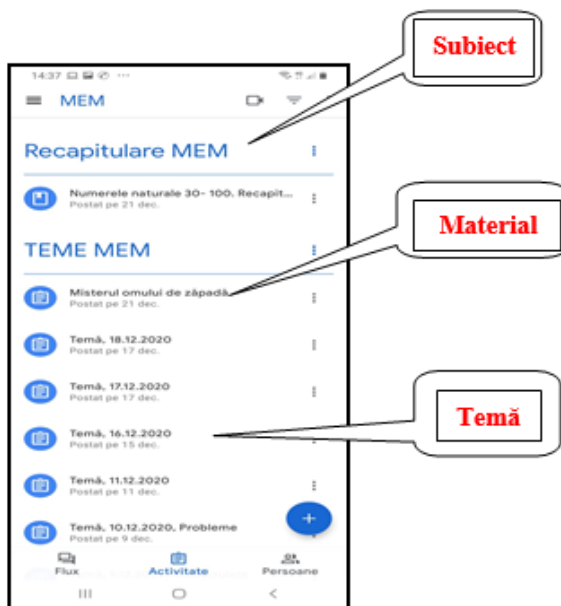 Subiect
14:37
MEM
Recapitulare MEM
Numerele naturale 30- 100. Recapit...
Postat pe 21 dec.
Material
TEME MEM
Misterul omului de zăpadă
Postat pe 21 dec.
Temă, 18.12.2020
Postat pe 17 dec.
Temă, 17.12.2020
Postat pe 17 dec.
Temă
Temă, 16.12.2020
Postat pe 15 dec.
Temă, 11.12.2020
Postat pe 11 dec.
Temă, 10.12.2020, Probleme
Postat pe 9 dec.
Flux Activitate Persoane